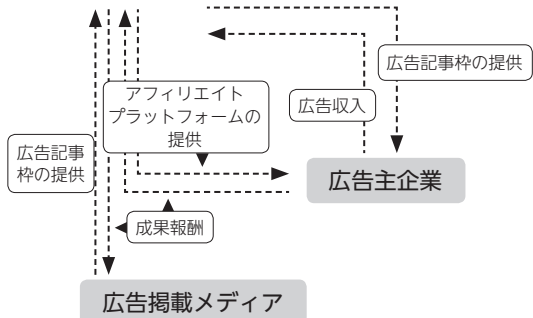 広告記事枠の提供
アフィリエイト
プラットフォームの
提供
広告収入
広告記事
枠の提供
広告主企業
成果報酬
広告掲載メディア